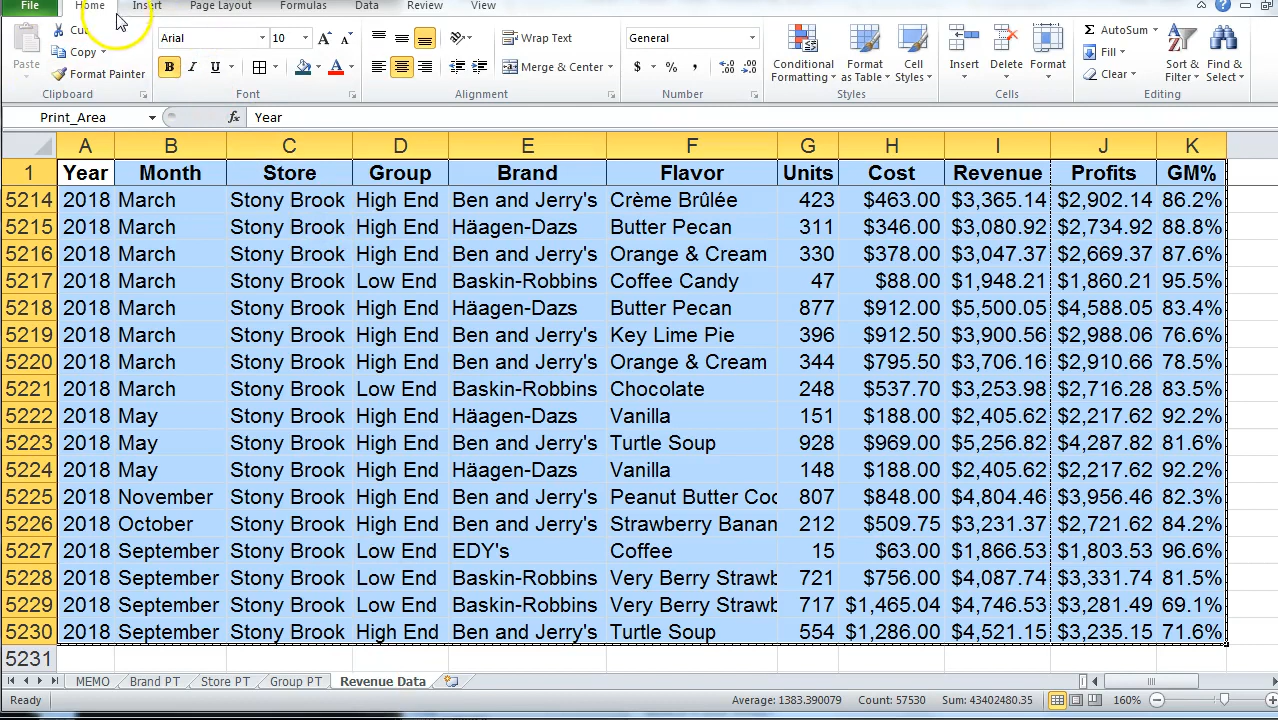 File Home Insert Page Layout Formulas Data Review View
Cu
Arial 10 Wrap Text General AutoSum
Copy Fill
Paste Format Painter B I U Merge & Center $ % , Conditional Formatting Format as Table Cell Styles Insert Delete Format Clear Sort & Filter Find & Select
Clipboard Font Alignment Number Styles Cells Editing
Print_Area fx Year
A B C D E F G H I J K
1 Year Month Store Group Brand Flavor Units Cost Revenue Profits GM%
5214 2018 March Stony Brook High End Ben and Jerry's Crème Brûlée 423 $463.00 $3,365.14 $2,902.14 86.2%
5215 2018 March Stony Brook High End Häagen-Dazs Butter Pecan 311 $346.00 $3,080.92 $2,734.92 88.8%
5216 2018 March Stony Brook High End Ben and Jerry's Orange & Cream 330 $378.00 $3,047.37 $2,669.37 87.6%
5217 2018 March Stony Brook Low End Baskin-Robbins Coffee Candy 47 $88.00 $1,948.21 $1,860.21 95.5%
5218 2018 March Stony Brook High End Häagen-Dazs Butter Pecan 877 $912.00 $5,500.05 $4,588.05 83.4%
5219 2018 March Stony Brook High End Ben and Jerry's Key Lime Pie 396 $912.50 $3,900.56 $2,988.06 76.6%
5220 2018 March Stony Brook High End Ben and Jerry's Orange & Cream 344 $795.50 $3,706.16 $2,910.66 78.5%
5221 2018 March Stony Brook Low End Baskin-Robbins Chocolate 248 $537.70 $3,253.98 $2,716.28 83.5%
5222 2018 May Stony Brook High End Häagen-Dazs Vanilla 151 $188.00 $2,405.62 $2,217.62 92.2%
5223 2018 May Stony Brook High End Ben and Jerry's Turtle Soup 928 $969.00 $5,256.82 $4,287.82 81.6%
5224 2018 May Stony Brook High End Häagen-Dazs Vanilla 148 $188.00 $2,405.62 $2,217.62 92.2%
5225 2018 November Stony Brook High End Ben and Jerry's Peanut Butter Coo 807 $848.00 $4,804.46 $3,956.46 82.3%
5226 2018 October Stony Brook High End Ben and Jerry's Strawberry Banan 212 $509.75 $3,231.37 $2,721.62 84.2%
5227 2018 September Stony Brook Low End EDY's Coffee 15 $63.00 $1,866.53 $1,803.53 96.6%
5228 2018 September Stony Brook Low End Baskin-Robbins Very Berry Strawb 721 $756.00 $4,087.74 $3,331.74 81.5%
5229 2018 September Stony Brook Low End Baskin-Robbins Very Berry Strawb 717 $1,465.04 $4,746.53 $3,281.49 69.1%
5230 2018 September Stony Brook High End Ben and Jerry's Turtle Soup 554 $1,286.00 $4,521.15 $3,235.15 71.6%
5231
MEMO Brand PT Store PT Group PT Revenue Data
Ready Average: 1383.390079 Count: 57530 Sum: 43402480.35 160%